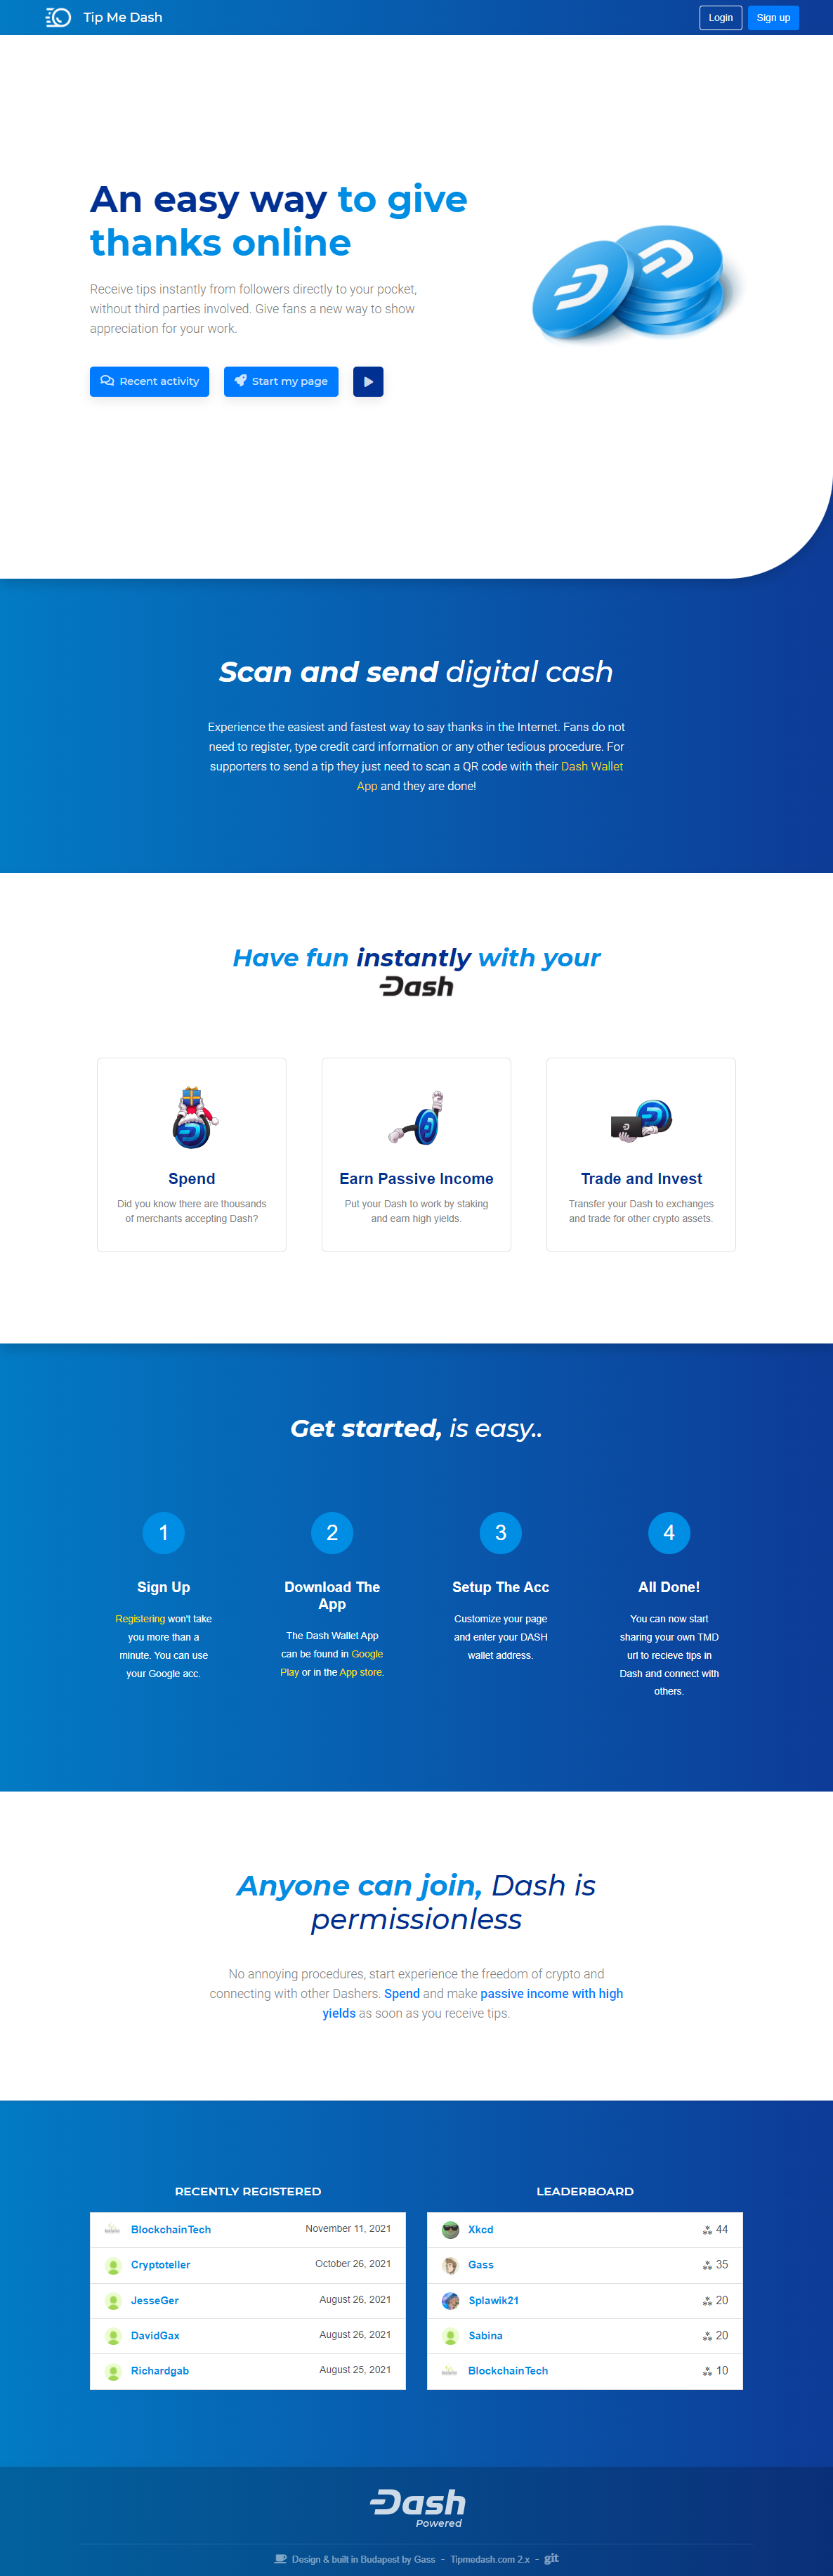 Tip Me Dash
Login
Sign up
An easy way to give
thanks online
Receive tips instantly from followers directly to your pocket,
without third parties involved. Give fans a new way to show
appreciation for your work.
Recent activity
Start my page
Scan and send digital cash
Experience the easiest and fastest way to say thanks in the Internet. Fans do not
need to register, type credit card information or any other tedious procedure. For
supporters to send a tip they just need to scan a QR code with their Dash Wallet
App and they are done!
Have fun instantly with your
Dash
Spend
Did you know there are thousands
of merchants accepting Dash?
Earn Passive Income
Put your Dash to work by staking
and earn high yields.
Trade and Invest
Transfer your Dash to exchanges
and trade for other crypto assets.
Get started, is easy..
1
Sign Up
Registering won't take
you more than a
minute. You can use
your Google acc.
2
Download The
App
The Dash Wallet App
can be found in Google
Play or in the App store.
3
Setup The Acc
Customize your page
and enter your DASH
wallet address.
4
All Done!
You can now start
sharing your own TMD
url to recieve tips in
Dash and connect with
others.
Anyone can join, Dash is
permissionless
No annoying procedures, start experience the freedom of crypto and
connecting with other Dashers. Spend and make passive income with high
yields as soon as you receive tips.
RECENTLY REGISTERED
BlockchainTech November 11, 2021
Cryptoteller October 26, 2021
JesseGer August 26, 2021
DavidGax August 26, 2021
Richardgab August 25, 2021
LEADERBOARD
Xkcd 44
Gass 35
Splawik21 20
Sabina 20
BlockchainTech 10
Dash
Powered
Design & built in Budapest by Gass - Tipmedash.com 2.x - git